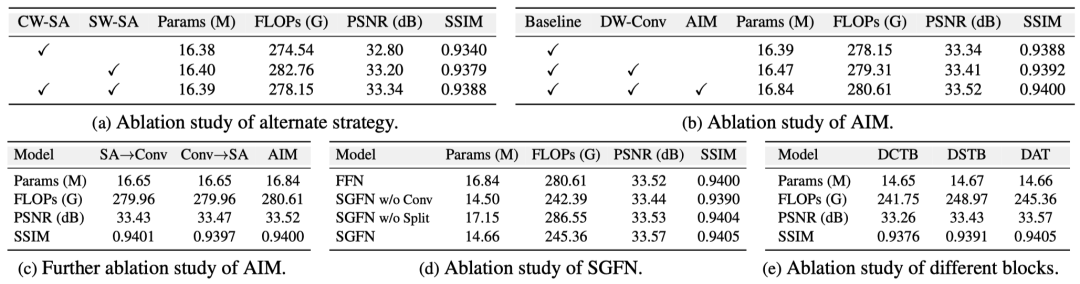 CW-SA SW-SA Params (M) FLOPs (G) PSNR (dB) SSIM
✓ 16.38 274.54 32.80 0.9340
✓ 16.40 282.76 33.20 0.9379
✓ ✓ 16.39 278.15 33.34 0.9388
(a) Ablation study of alternate strategy.
Baseline DW-Conv AIM Params (M) FLOPs (G) PSNR (dB) SSIM
✓ 16.39 278.15 33.34 0.9388
✓ ✓ 16.47 279.31 33.41 0.9392
✓ ✓ ✓ 16.84 280.61 33.52 0.9400
(b) Ablation study of AIM.
Model SA→Conv Conv→SA AIM
Params (M) 16.65 16.65 16.84
FLOPs (G) 279.96 279.96 280.61
PSNR (dB) 33.43 33.47 33.52
SSIM 0.9401 0.9397 0.9400
(c) Further ablation study of AIM.
Model Params (M) FLOPs (G) PSNR (dB) SSIM
FFN 16.84 280.61 33.52 0.9400
SGFN w/o Conv 14.50 242.39 33.44 0.9390
SGFN w/o Split 17.15 286.55 33.53 0.9404
SGFN 14.66 245.36 33.57 0.9405
(d) Ablation study of SGFN.
Model DCTB DSTB DAT
Params (M) 14.65 14.67 14.66
FLOPs (G) 241.75 248.97 245.36
PSNR (dB) 33.26 33.43 33.57
SSIM 0.9376 0.9391 0.9405
(e) Ablation study of different blocks.